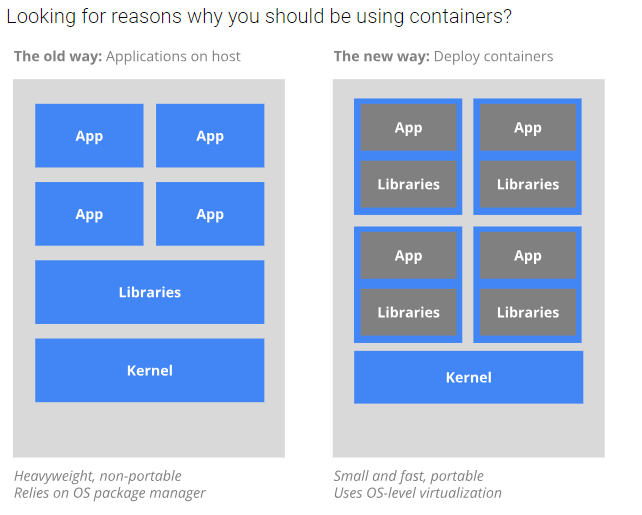 Looking for reasons why you should be using containers?
The old way: Applications on host
App App
App App
Libraries
Kernel
Heavyweight, non-portable
Relies on OS package manager
The new way: Deploy containers
App App
Libraries Libraries
App App
Libraries Libraries
Kernel
Small and fast, portable
Uses OS-level virtualization